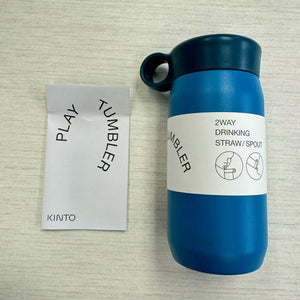 PLAY
TUMBLER
KINTO
TUMBLER
2WAY
DRINKING
STRAW/SPOUT